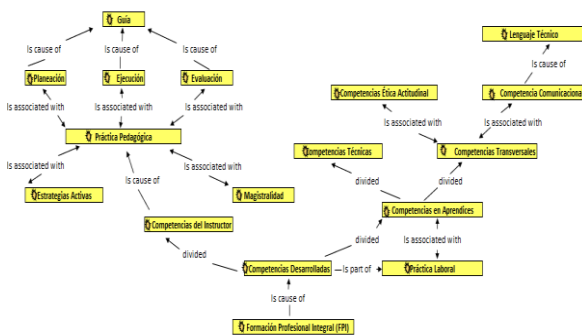 Guía
Lenguaje Técnico
Is cause of
Is cause of
Is cause of
Is cause of
Planeación
Ejecución
Evaluación
Competencias Ética Actitudinal
Competencia Comunicacional
Is associated with
Is associated with
Is associated with
Is associated with
Is associated with
Práctica Pedagógica
Competencias Técnicas
Competencias Transversales
Is associated with
Is cause of
Is associated with
divided
divided
Estrategias Activas
Magistralidad
Competencias en Aprendices
Competencias del Instructor
divided
Is associated with
divided
Competencias Desarrolladas
Is part of
Práctica Laboral
Is cause of
Formación Profesional Integral (FPI)